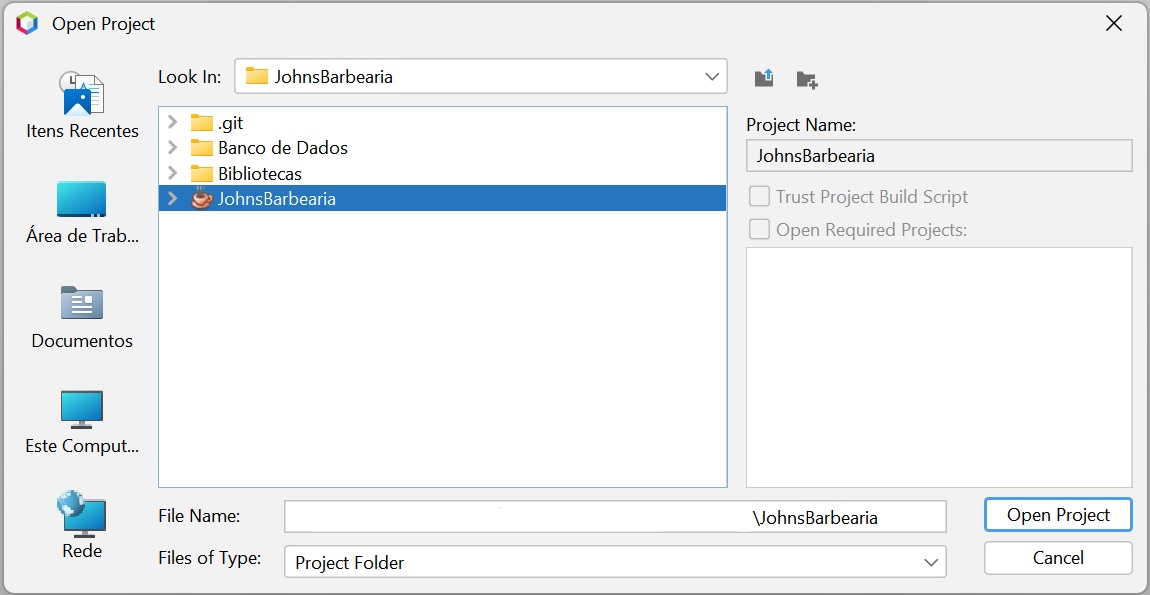 Open Project
Look In:
JohnsBarbearia
Itens Recentes
Área de Trab...
Documentos
Este Comput...
Rede
.git
Banco de Dados
Bibliotecas
JohnsBarbearia
Project Name:
JohnsBarbearia
Trust Project Build Script
Open Required Projects:
File Name:
\JohnsBarbearia
Open Project
Files of Type:
Project Folder
Cancel